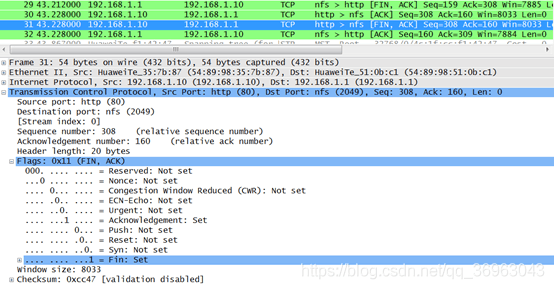 29 43.212000 192.168.1.1 192.168.1.10 TCP nfs > http [FIN, ACK] Seq=159 Ack=308 Win=7885 L
30 43.228000 192.168.1.10 192.168.1.1 TCP http > nfs [ACK] Seq=308 Ack=160 Win=8033 Len=0
31 43.228000 192.168.1.10 192.168.1.1 TCP http > nfs [FIN, ACK] Seq=308 Ack=160 Win=8033 L
32 43.228000 192.168.1.1 192.168.1.10 TCP nfs > http [ACK] Seq=160 Ack=309 Win=7884 Len=0
Frame 31: 54 bytes on wire (432 bits), 54 bytes captured (432 bits)
Ethernet II, Src: HuaweiTe_35:7b:87 (54:89:98:35:7b:87), Dst: HuaweiTe_51:0b:c1 (54:89:98:51:0b:c1)
Internet Protocol, Src: 192.168.1.10 (192.168.1.10), Dst: 192.168.1.1 (192.168.1.1)
Transmission Control Protocol, Src Port: http (80), Dst Port: nfs (2049), Seq: 308, Ack: 160, Len: 0
Source port: http (80)
Destination port: nfs (2049)
[Stream index: 0]
Sequence number: 308 (relative sequence number)
Acknowledgement number: 160 (relative ack number)
Header length: 20 bytes
Flags: 0x11 (FIN, ACK)
000. .... .... = Reserved: Not set
...0 .... .... = Nonce: Not set
.... 0... .... = Congestion Window Reduced (CWR): Not set
.... .0.. .... = ECN-Echo: Not set
.... ..0. .... = Urgent: Not set
.... ...1 .... = Acknowledgement: Set
.... .... 0... = Push: Not set
.... .... .0.. = Reset: Not set
.... .... ..0. = Syn: Not set
.... .... ...1 = Fin: Set
Window size: 8033
Checksum: 0xcc47 [validation disabled]
https://blog.csdn.net/qq_36963043